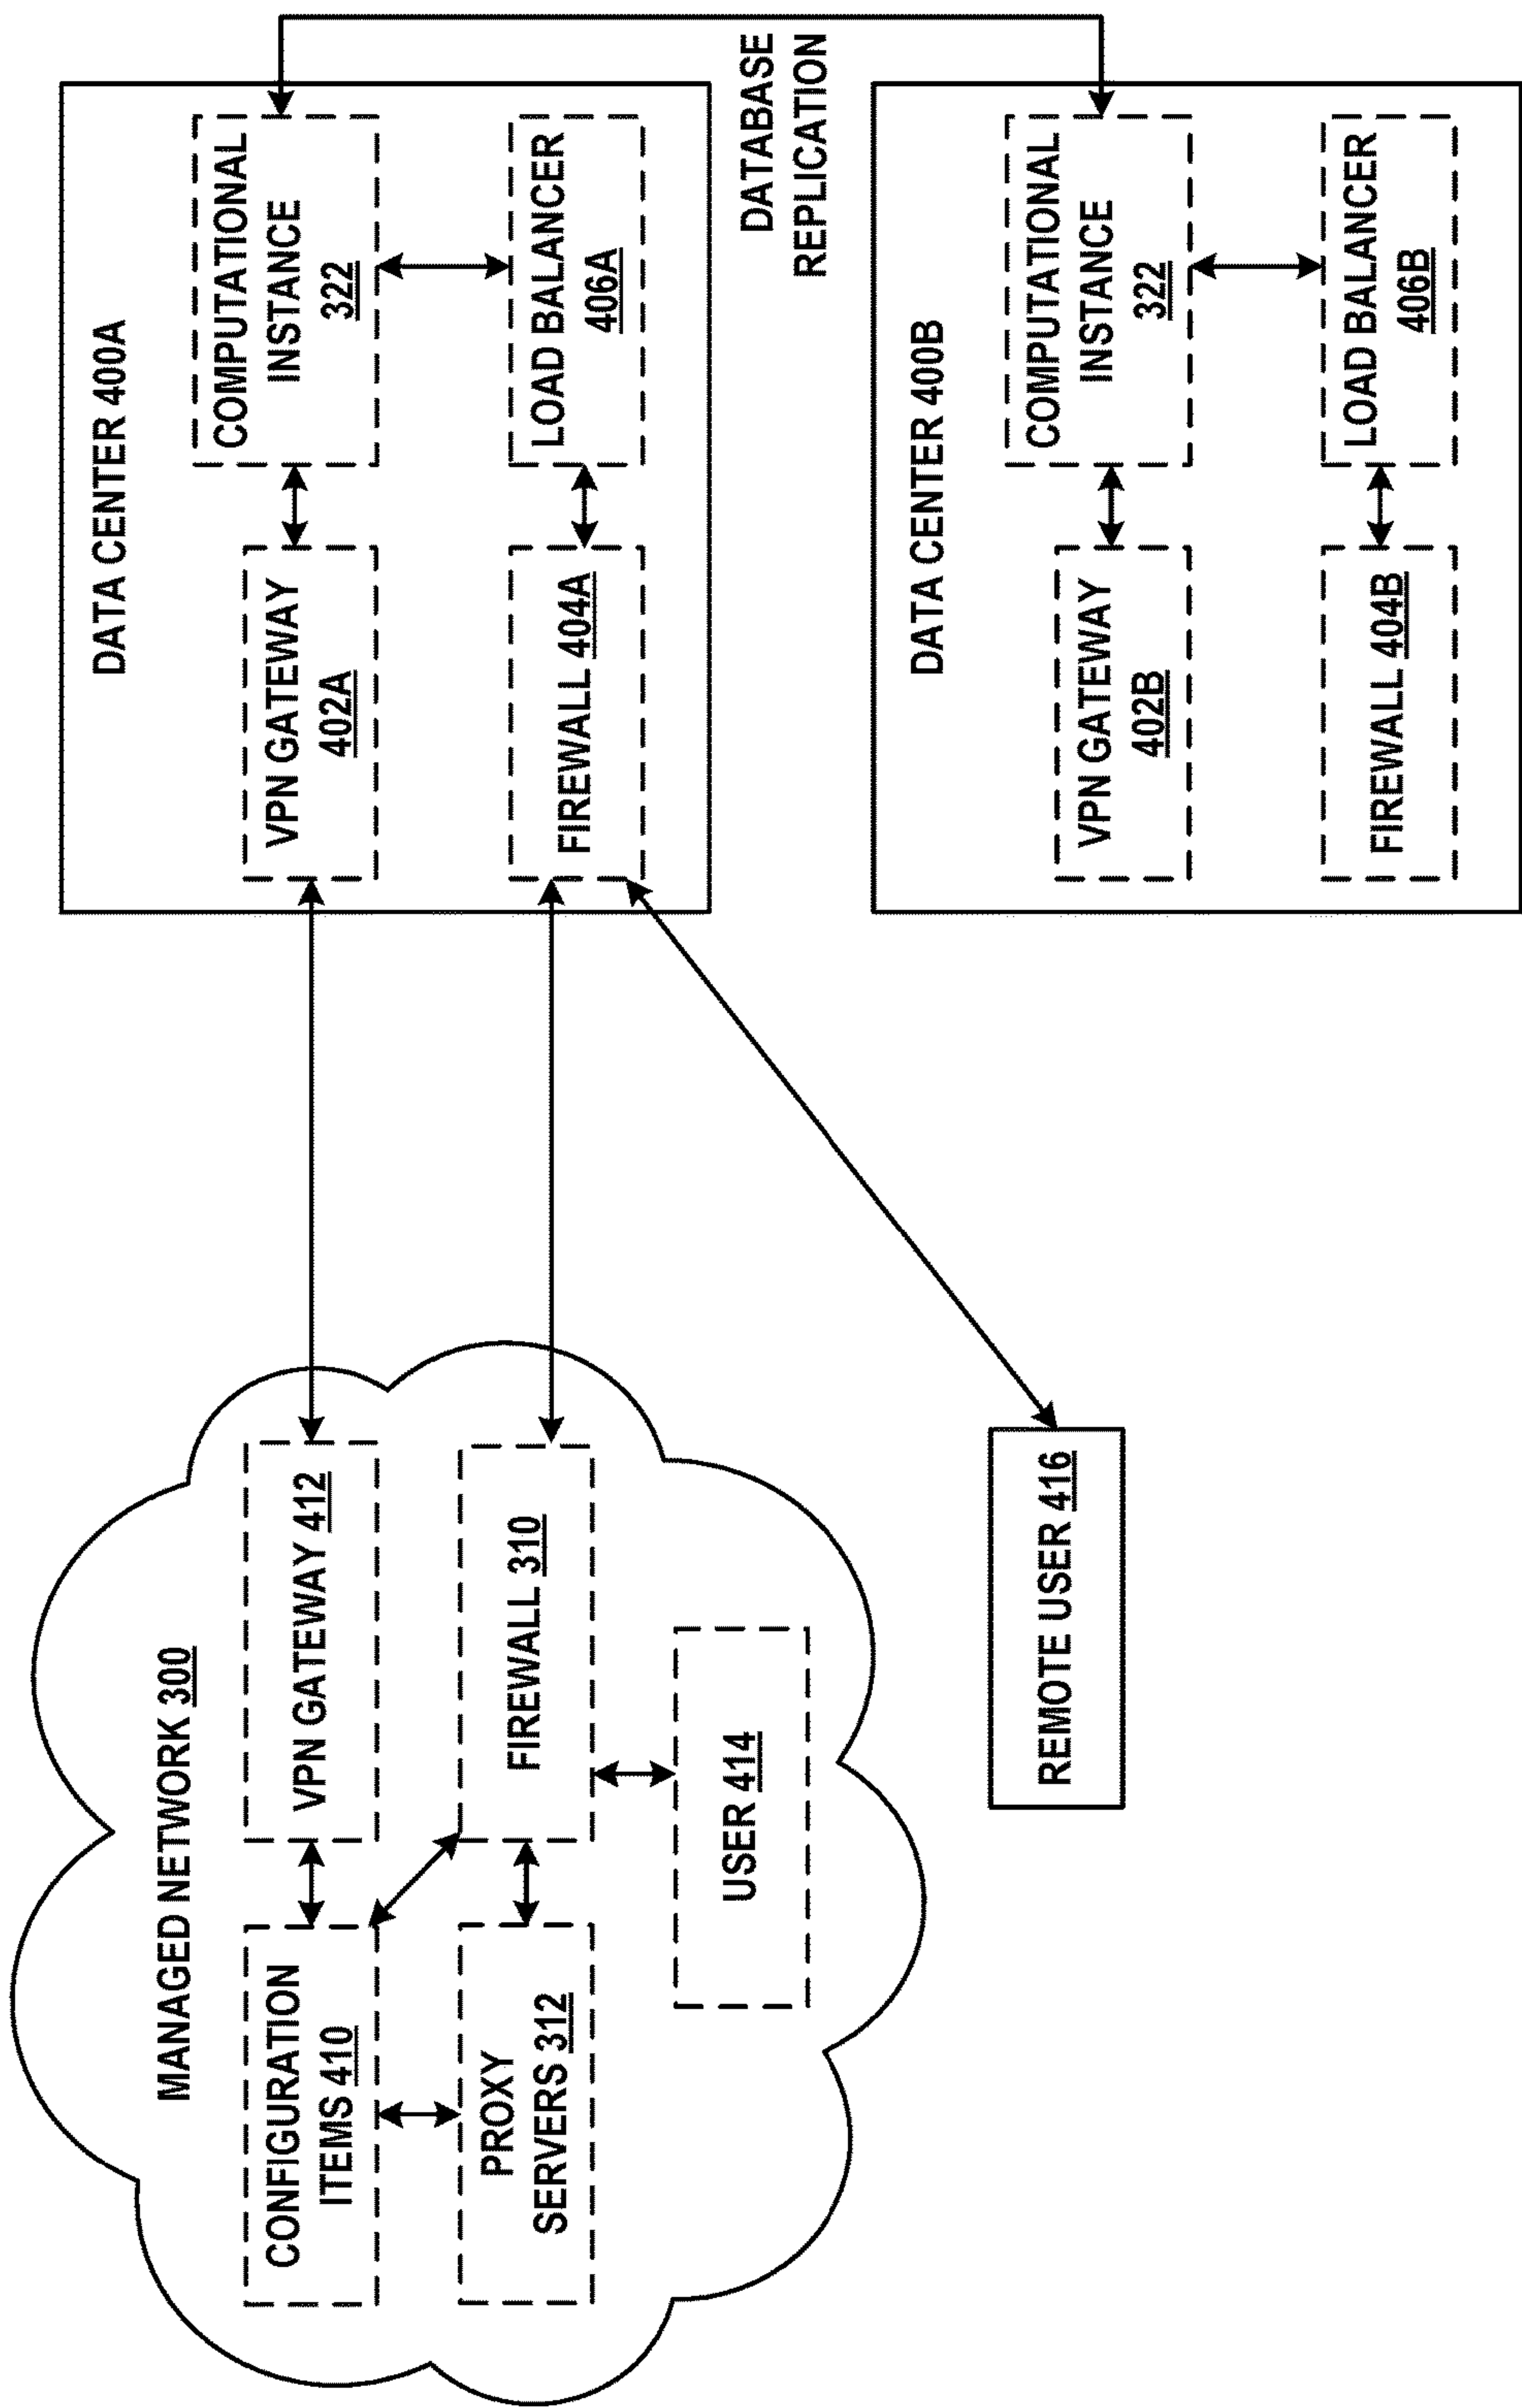 MANAGED NETWORK 300
CONFIGURATION
ITEMS 410
VPN GATEWAY 412
PROXY
SERVERS 312
FIREWALL 310
USER 414
REMOTE USER 416
DATA CENTER 400A
VPN GATEWAY
402A
COMPUTATIONAL
INSTANCE
322
FIREWALL 404A
LOAD BALANCER
406A
DATABASE
REPLICATION
DATA CENTER 400B
VPN GATEWAY
402B
COMPUTATIONAL
INSTANCE
322
FIREWALL 404B
LOAD BALANCER
406B